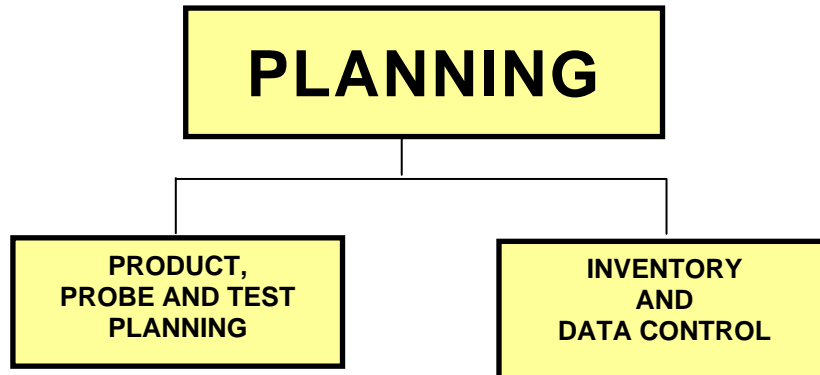 PLANNING
PRODUCT,
PROBE AND TEST
PLANNING
INVENTORY
AND
DATA CONTROL